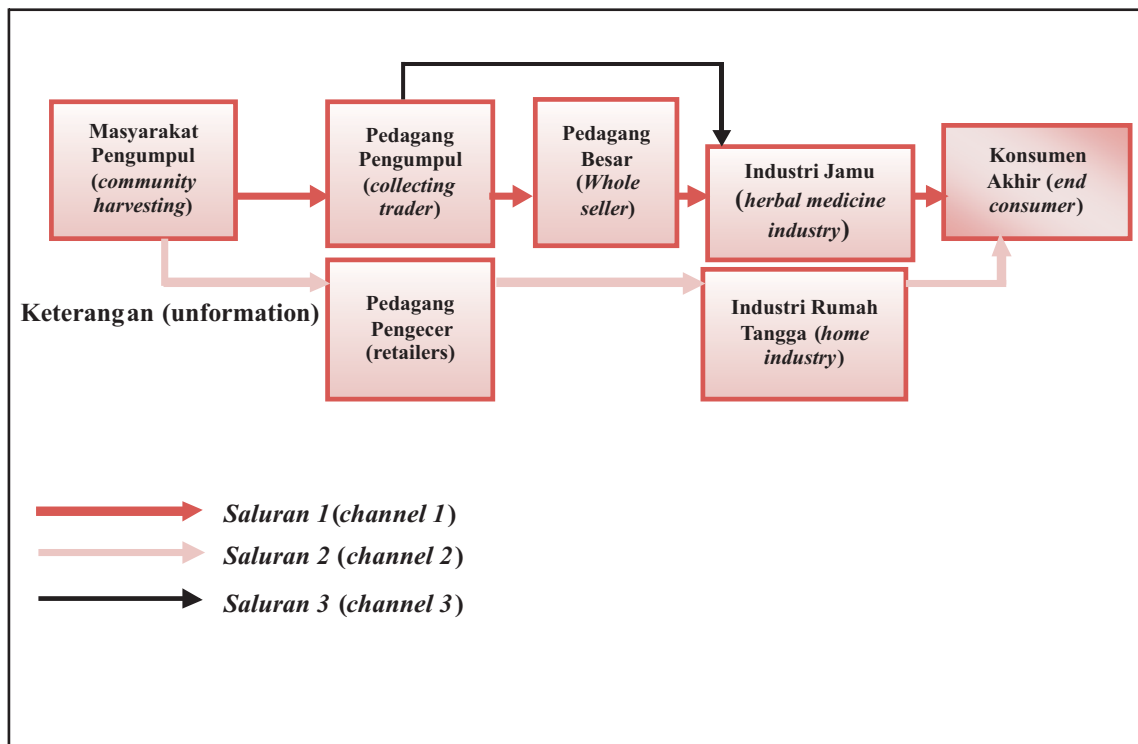 Masyarakat
Pengumpul
(community
harvesting)
Pedagang
Pengumpul
(collecting
trader)
Pedagang
Besar
(Whole
seller)
Industri Jamu
(herbal medicine
industry)
Konsumen
Akhir (end
consumer)
Keterangan (unformation)
Pedagang
Pengecer
(retailers)
Industri Rumah
Tangga (home
industry)
Saluran 1(channel 1)
Saluran 2 (channel 2)
Saluran 3 (channel 3)